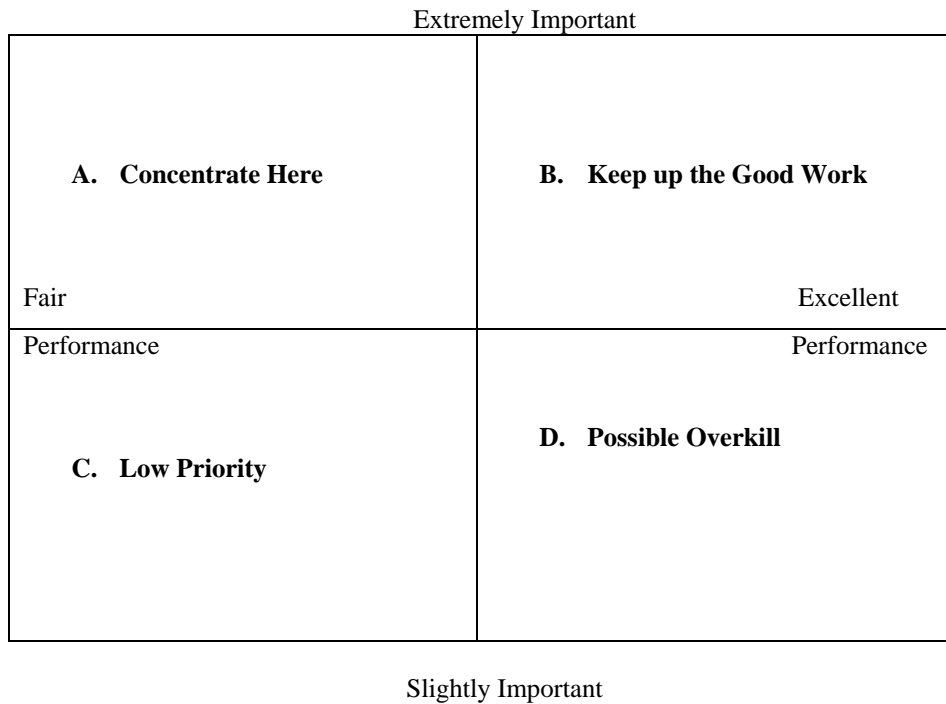 Extremely Important
A. Concentrate Here
B. Keep up the Good Work
Fair
Excellent
Performance
Performance
D. Possible Overkill
C. Low Priority
Slightly Important